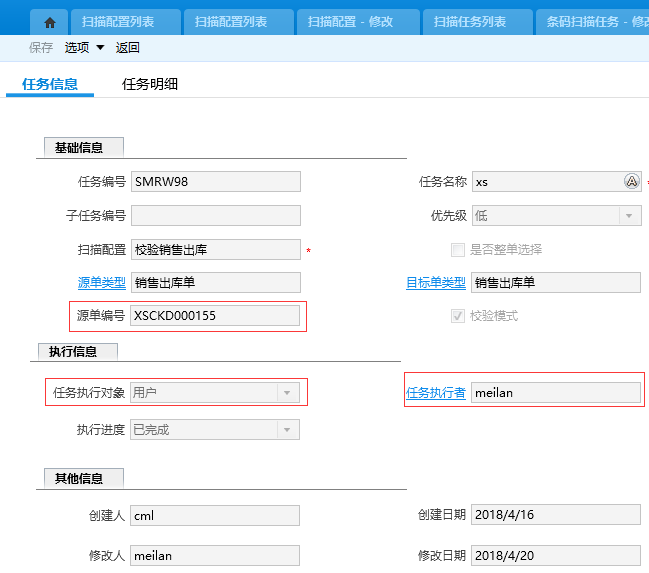 扫描配置列表 扫描配置列表 扫描配置 - 修改 扫描任务列表 条码扫描任务 - 修改
保存 选项 返回
任务信息 任务明细
基础信息
任务编号 SMRW98 任务名称 xs
子任务编号 优先级 低
扫描配置 校验销售出库 * 是否整单选择
源单类型 销售出库单 目标单类型 销售出库单
源单编号 XSCKD000155 校验模式
执行信息
任务执行对象 用户 任务执行者 meilan
执行进度 已完成
其他信息
创建人 cml 创建日期 2018/4/16
修改人 meilan 修改日期 2018/4/20